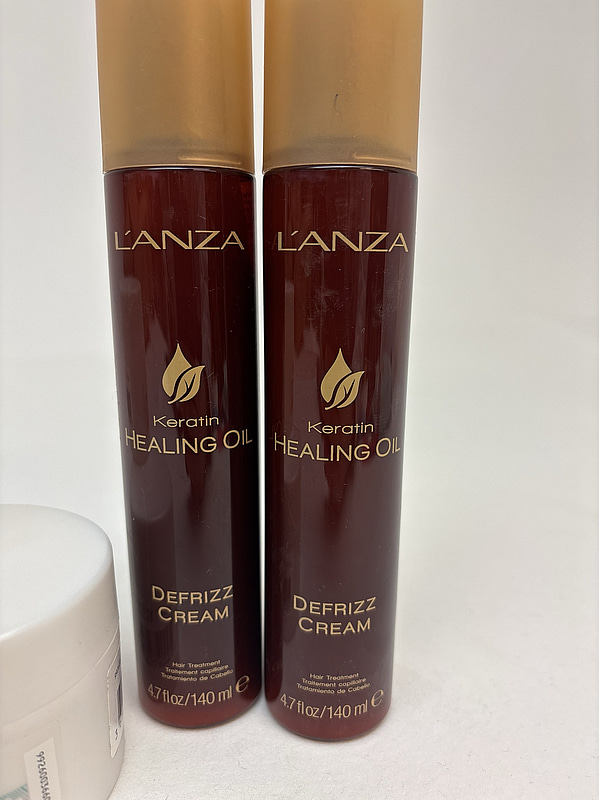 L'ANZA
Keratin
HEALING OIL
DEFRIZZ
CREAM
Hair Treatment
Traitement capillaire
Tratamiento de Cabello
4.7 fl oz/140 ml e
L'ANZA
Keratin
HEALING OIL
DEFRIZZ
CREAM
Hair Treatment
Traitement capillaire
Tratamiento de Cabello
4.7 fl oz/140 ml e